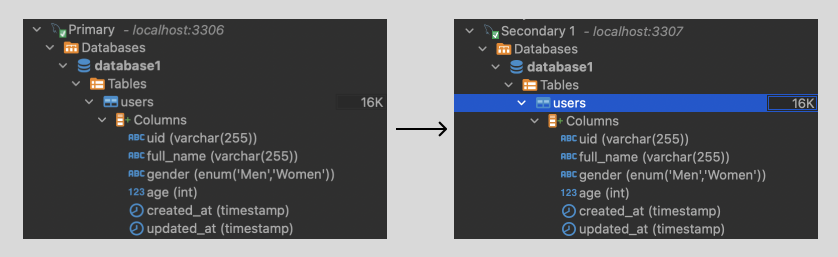 Primary - localhost:3306
Databases
database1
Tables
users 16K
Columns
ABC uid (varchar(255))
ABC full_name (varchar(255))
ABC gender (enum('Men','Women'))
123 age (int)
created_at (timestamp)
updated_at (timestamp)
Secondary 1 - localhost:3307
Databases
database1
Tables
users 16K
Columns
ABC uid (varchar(255))
ABC full_name (varchar(255))
ABC gender (enum('Men','Women'))
123 age (int)
created_at (timestamp)
updated_at (timestamp)